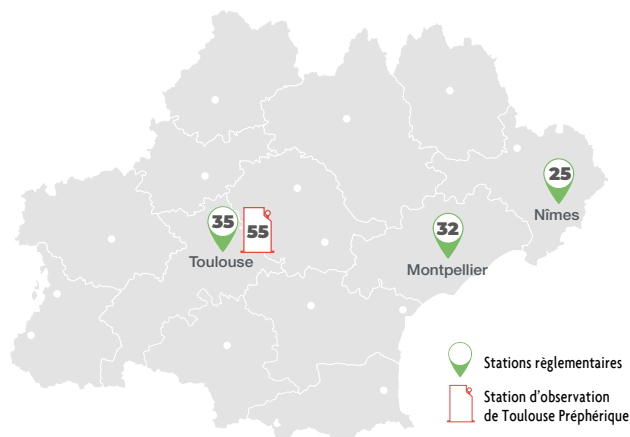 25
Nîmes
35
55
Toulouse
32
Montpellier
Stations règlementaires
Station d'observation
de Toulouse Préphérique